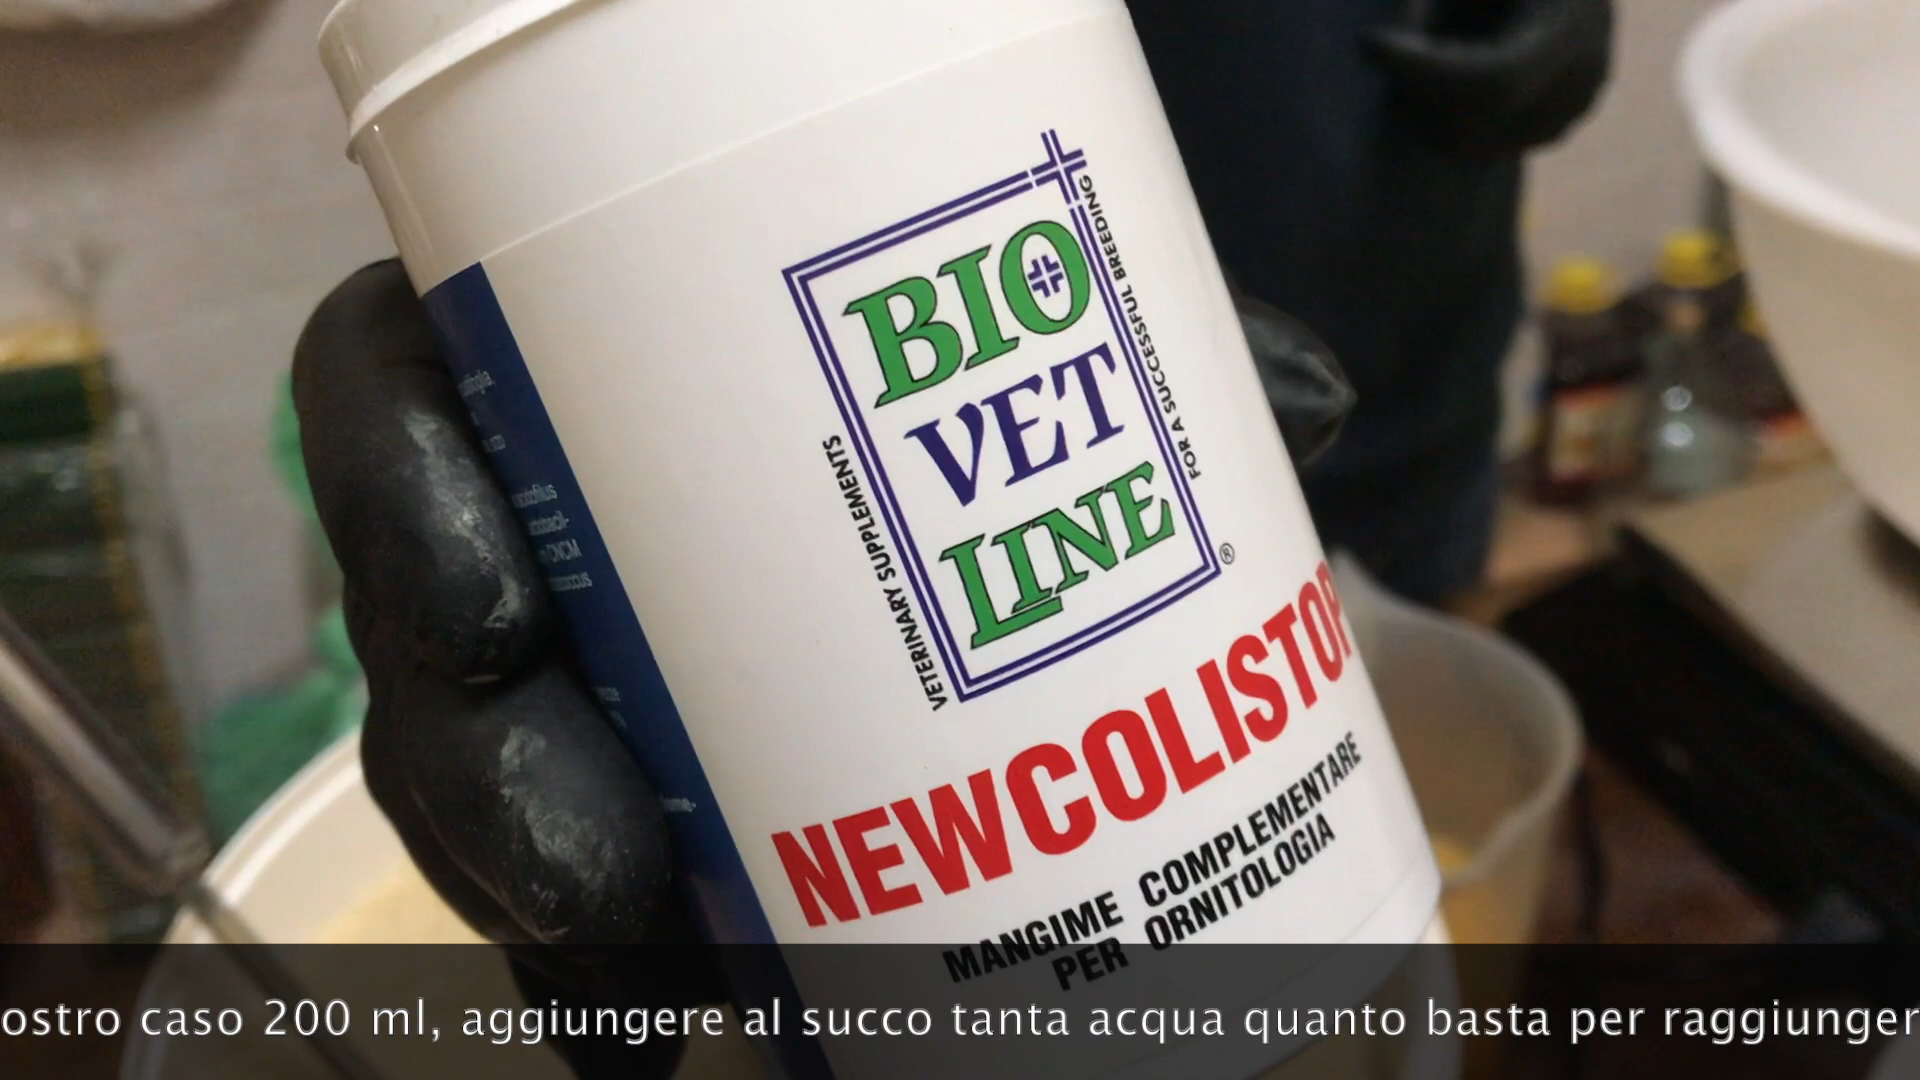 BIO
VET
LINE
VETERINARY SUPPLEMENTS
FOR A SUCCESSFUL BREEDING
®
NEWCOLISTOP
MANGIME COMPLEMENTARE
PER ORNITOLOGIA
ostro caso 200 ml, aggiungere al succo tanta acqua quanto basta per raggiunger